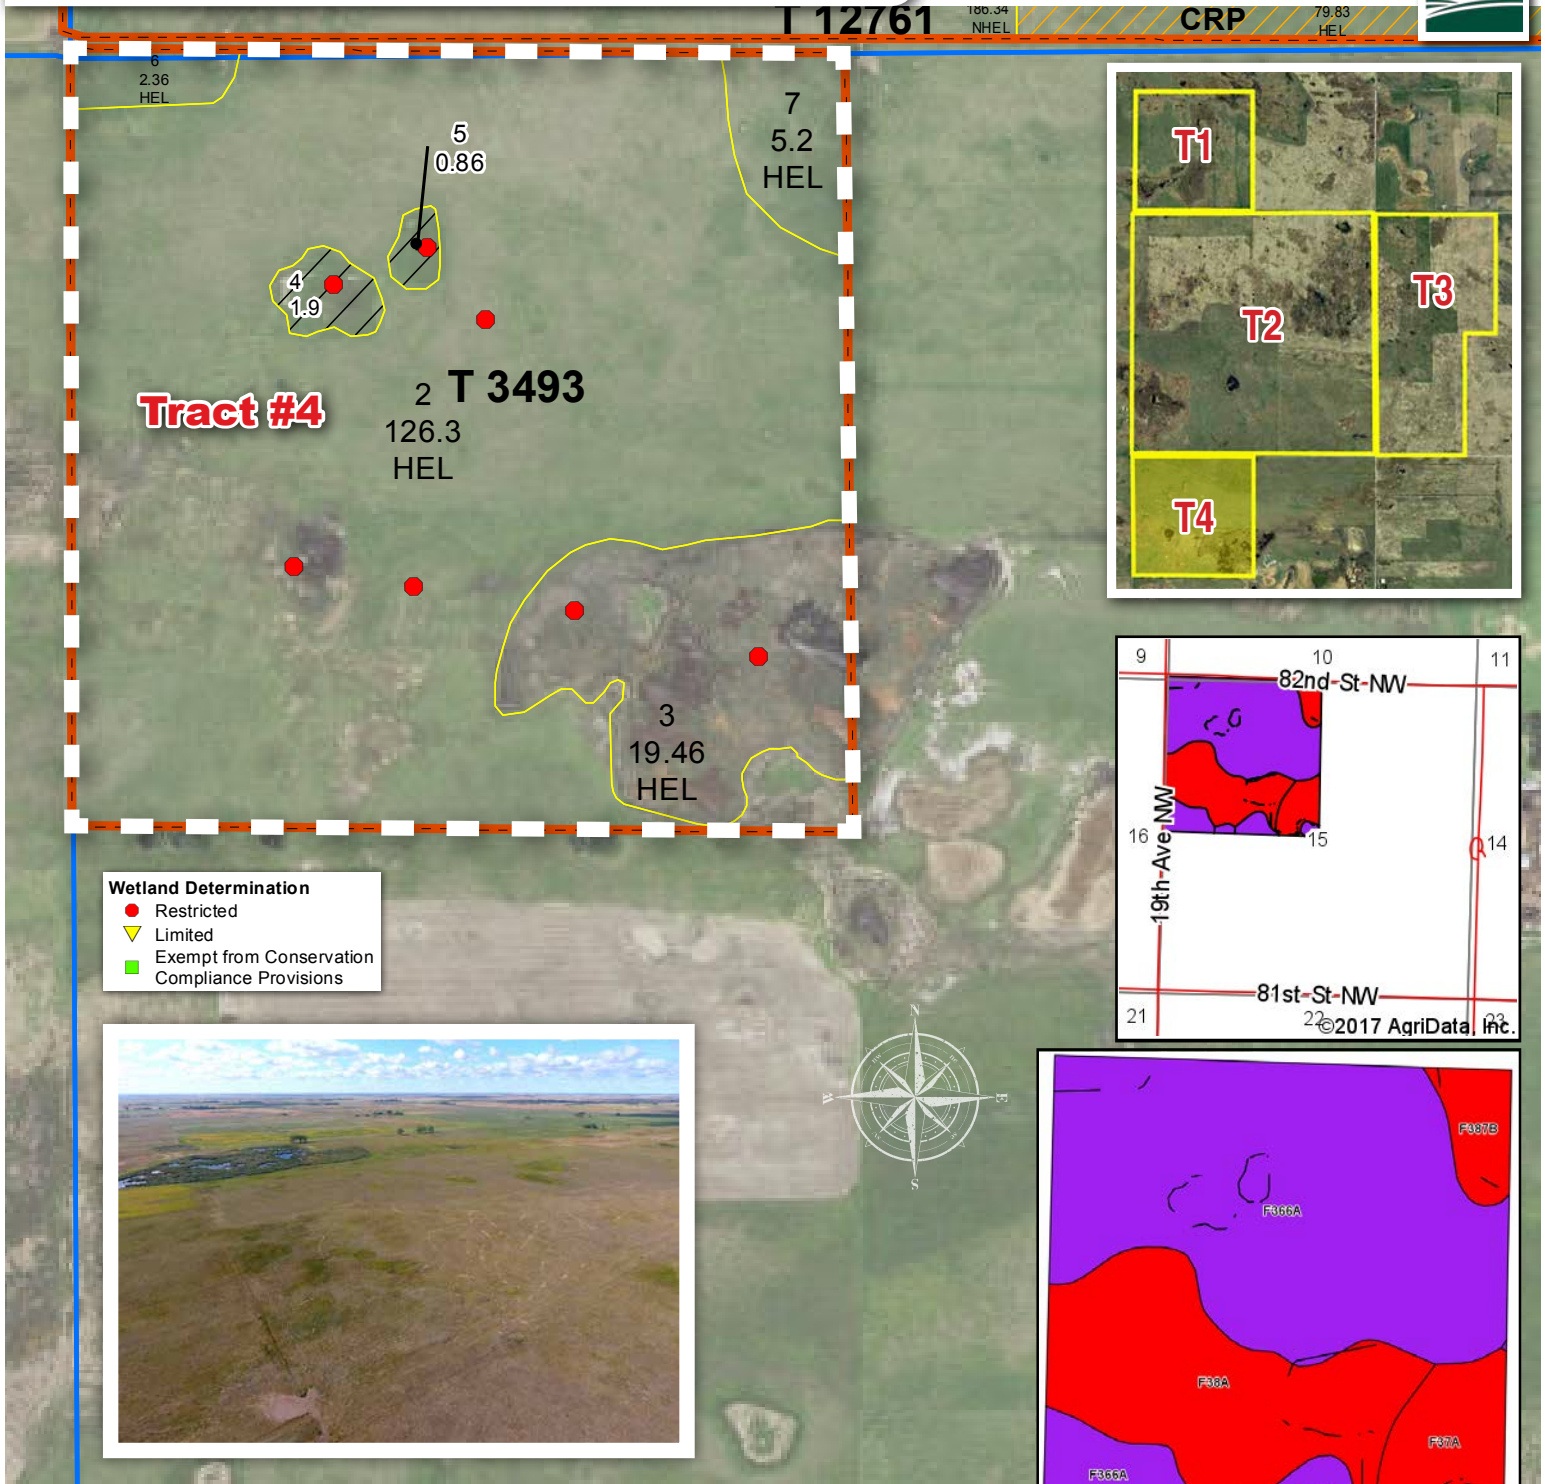 T 12761
186.34
NHEL
CRP
79.83
HEL
6
2.36
HEL
5
0.86
7
5.2
HEL
4
1.9
2 T 3493
126.3
HEL
Tract #4
3
19.46
HEL
T1
T2
T3
T4
9
10
11
82nd-St-NW
19th-Ave-NW
16
15
14
81st-St-NW
21
22
23
©2017 AgriData, Inc.
Wetland Determination
Restricted
Limited
Exempt from Conservation
Compliance Provisions
N
W
E
S
F387B
F366A
F38A
F37A
F366A